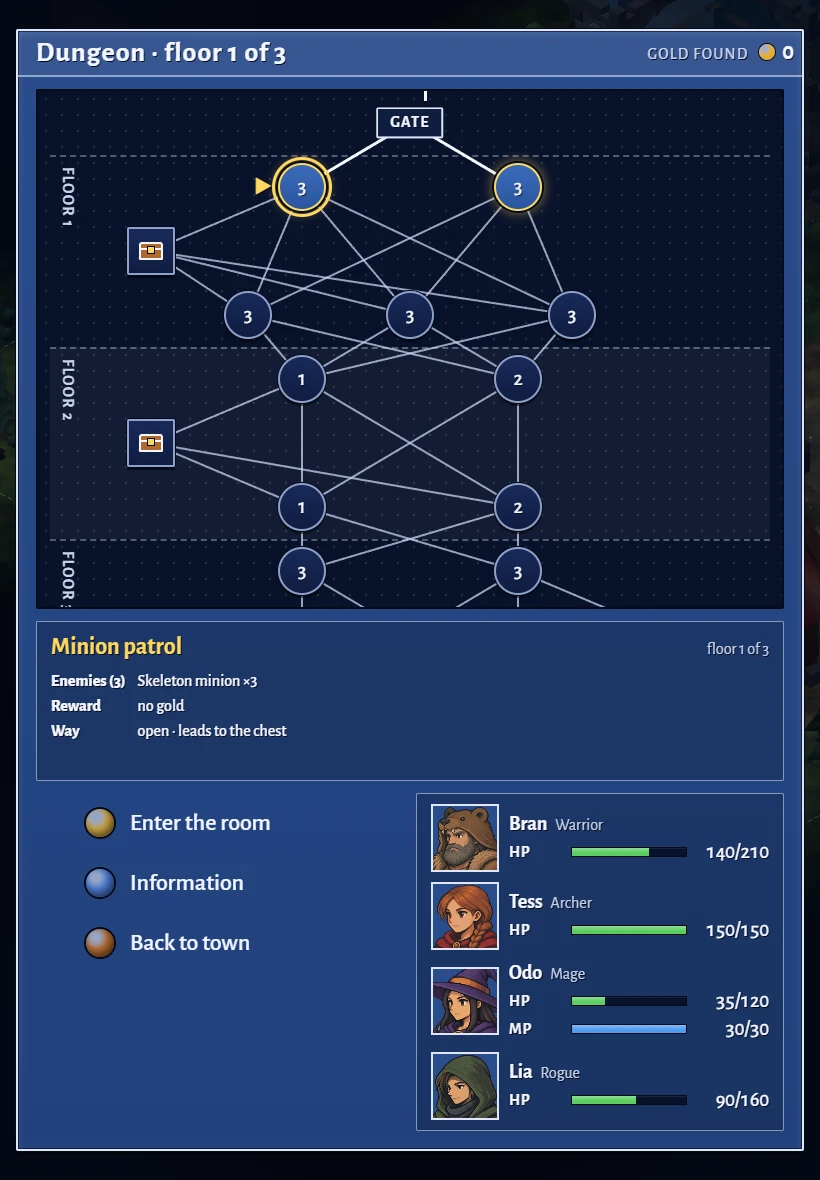 Dungeon · floor 1 of 3
GOLD FOUND 0
GATE
FLOOR 1
3 3
3 3 3
FLOOR 2
1 2
1 2
FLOOR
3 3
Minion patrol
floor 1 of 3
Enemies (3) Skeleton minion ×3
Reward no gold
Way open · leads to the chest
Enter the room
Information
Back to town
Bran Warrior
HP 140/210
Tess Archer
HP 150/150
Odo Mage
HP 35/120
MP 30/30
Lia Rogue
HP 90/160